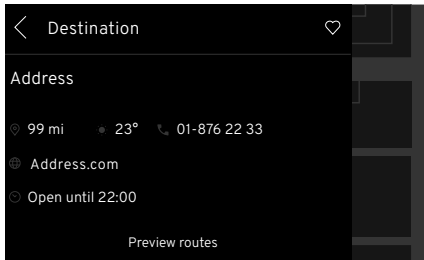 Destination
Address
99 mi 23° 01-876 22 33
Address.com
Open until 22:00
Preview routes